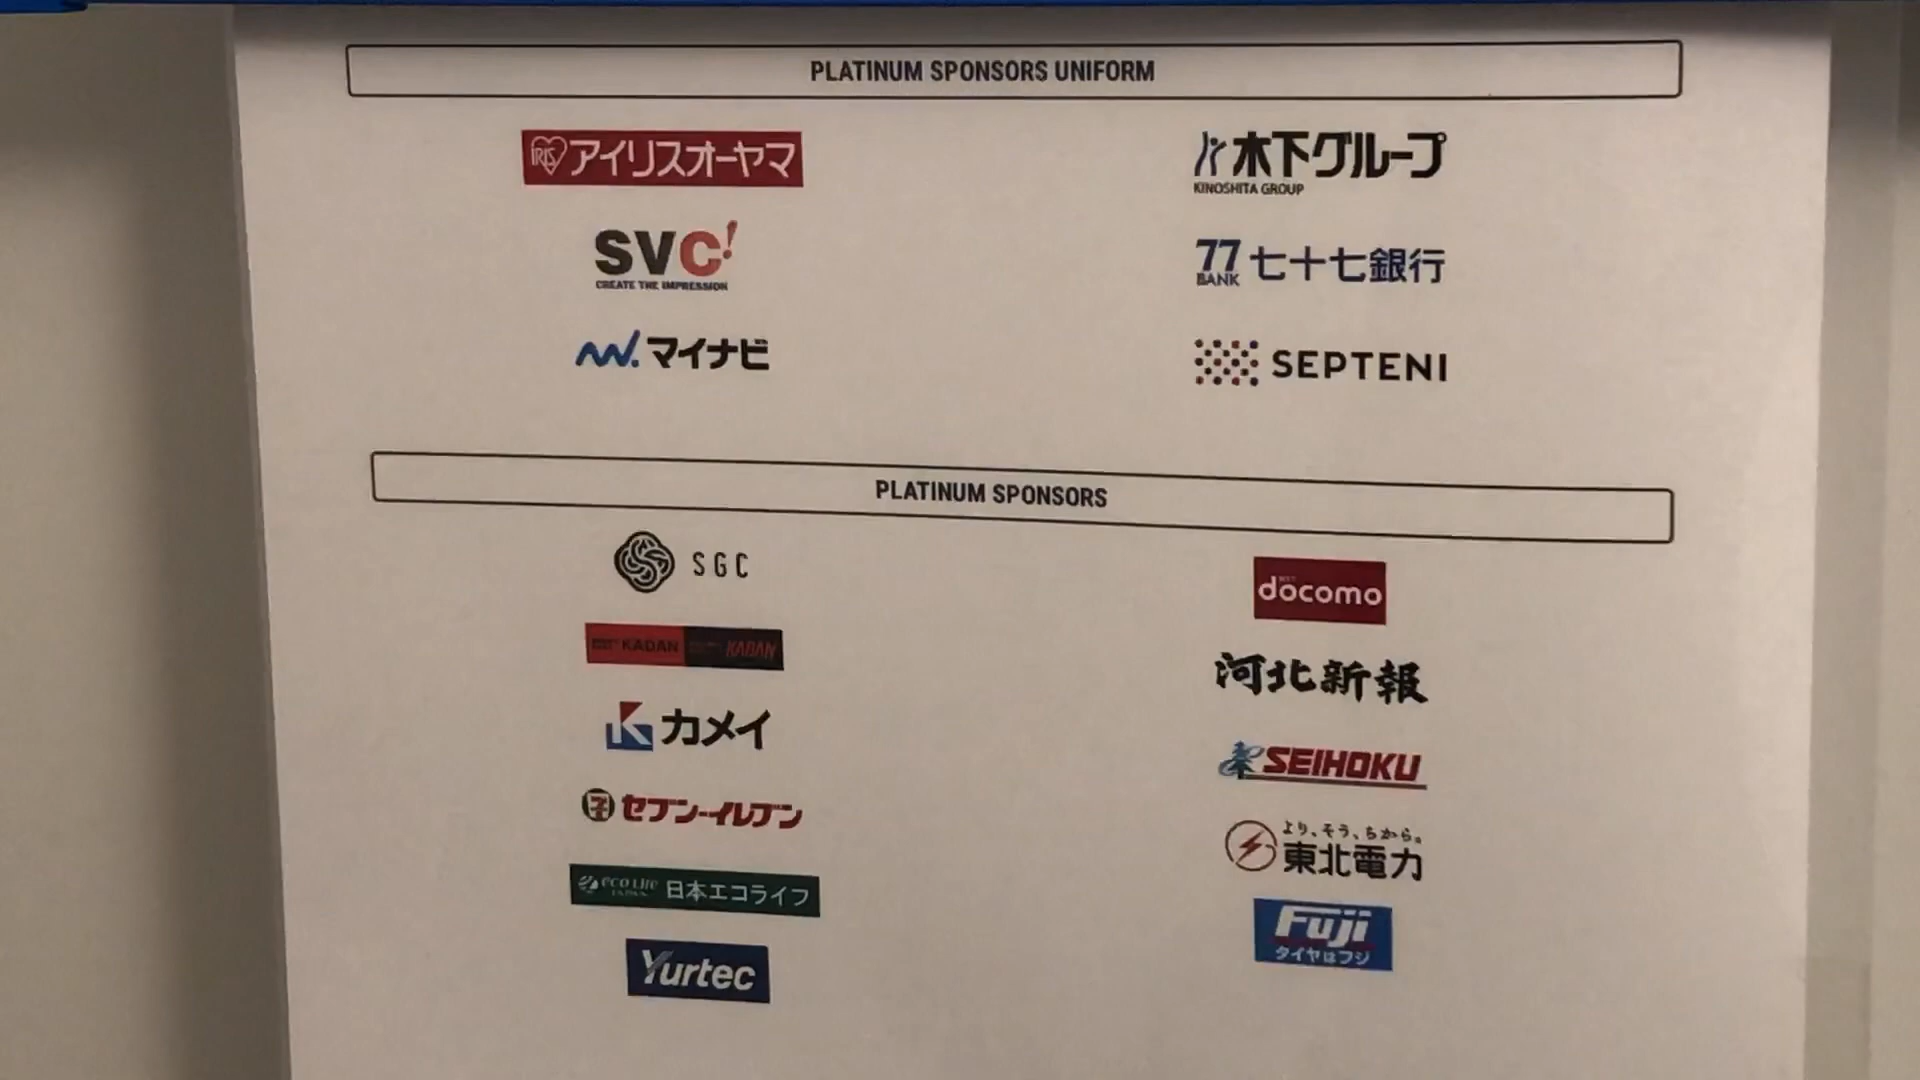 PLATINUM SPONSORS UNIFORM
IRIS アイリスオーヤマ
木下グループ
KINOSHITA GROUP
SVC!
CREATE THE IMPRESSION
77 BANK 七十七銀行
マイナビ
SEPTENI
PLATINUM SPONSORS
SGC
docomo
KADAN KADAN
河北新報
カメイ
SEIHOKU
セブン-イレブン
より、そう、ちから。
東北電力
eco Life JAPAN 日本エコライフ
Fuji
タイヤはフジ
Yurtec